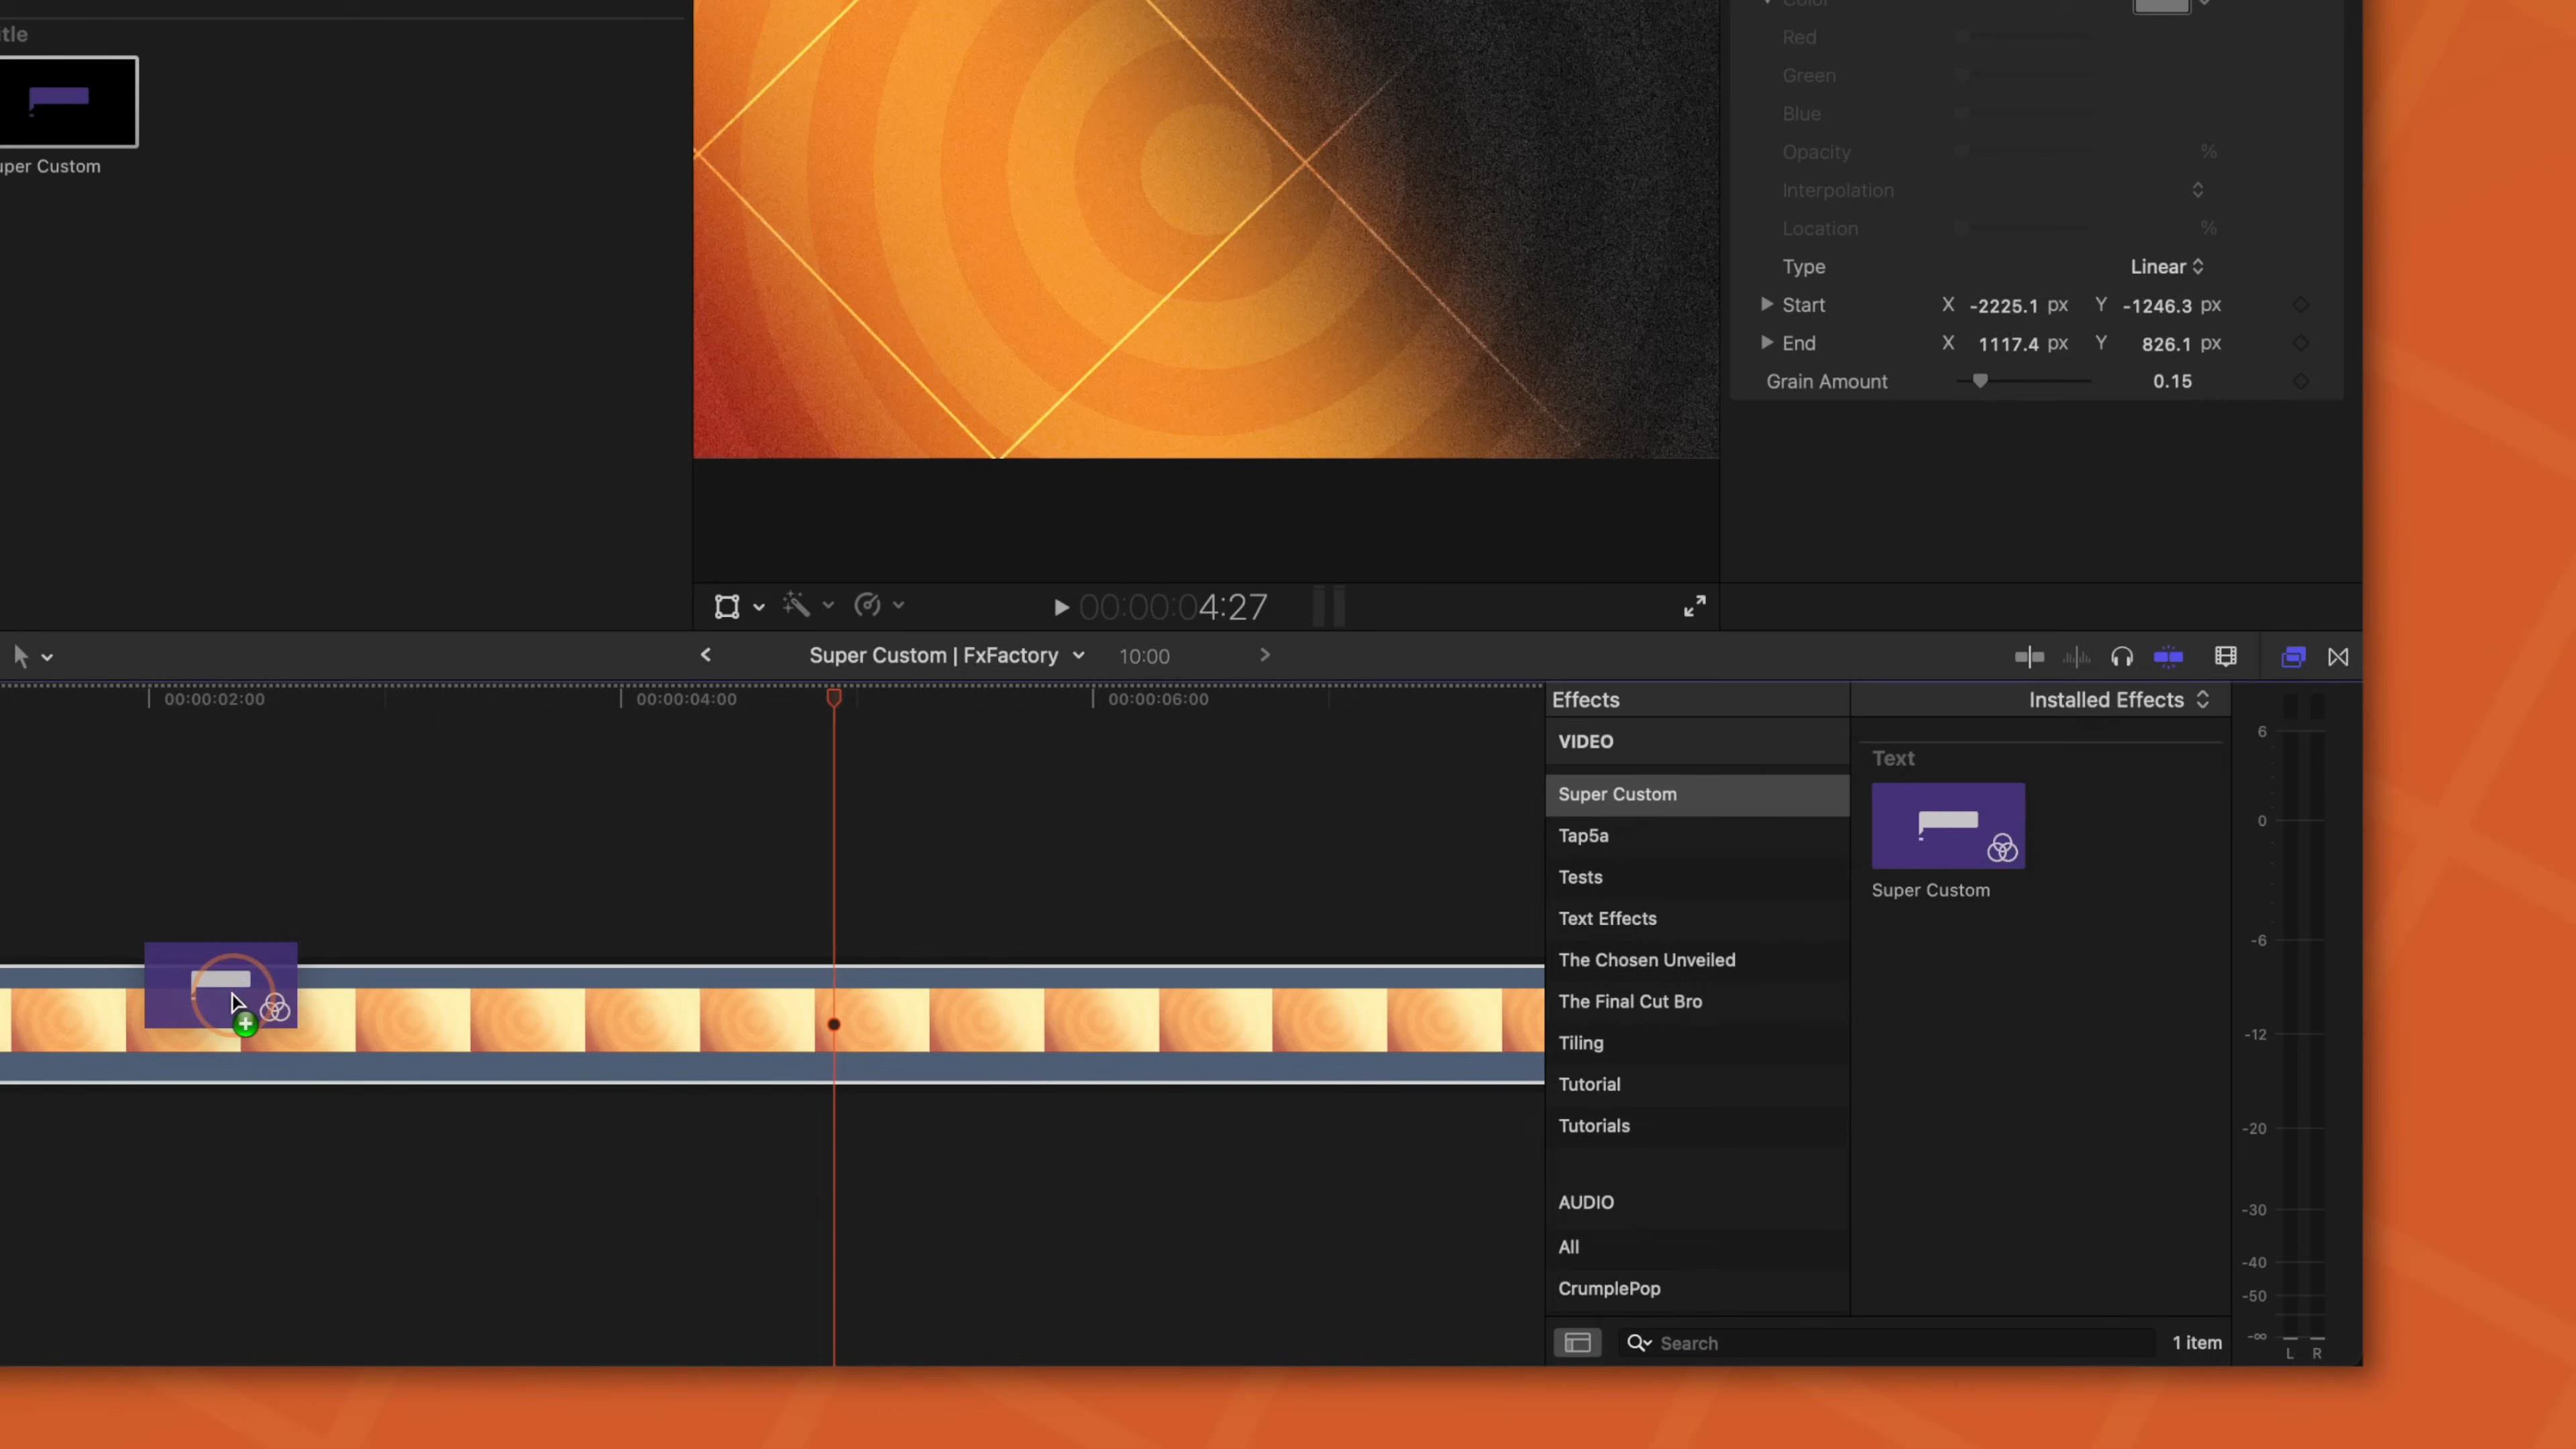 itle
uper Custom
Color
Red
Green
Blue
Opacity %
Interpolation
Location %
Type Linear
Start X -2225.1 px Y -1246.3 px
End X 1117.4 px Y 826.1 px
Grain Amount 0.15
00:00:04:27
Super Custom | FxFactory 10:00
00:00:02:00 00:00:04:00 00:00:06:00
Effects Installed Effects
VIDEO
Super Custom
Tap5a
Tests
Text Effects
The Chosen Unveiled
The Final Cut Bro
Tiling
Tutorial
Tutorials
AUDIO
All
CrumplePop
Text
Super Custom
Search 1 item
6
0
-6
-12
-20
-30
-40
-50
-∞
L R